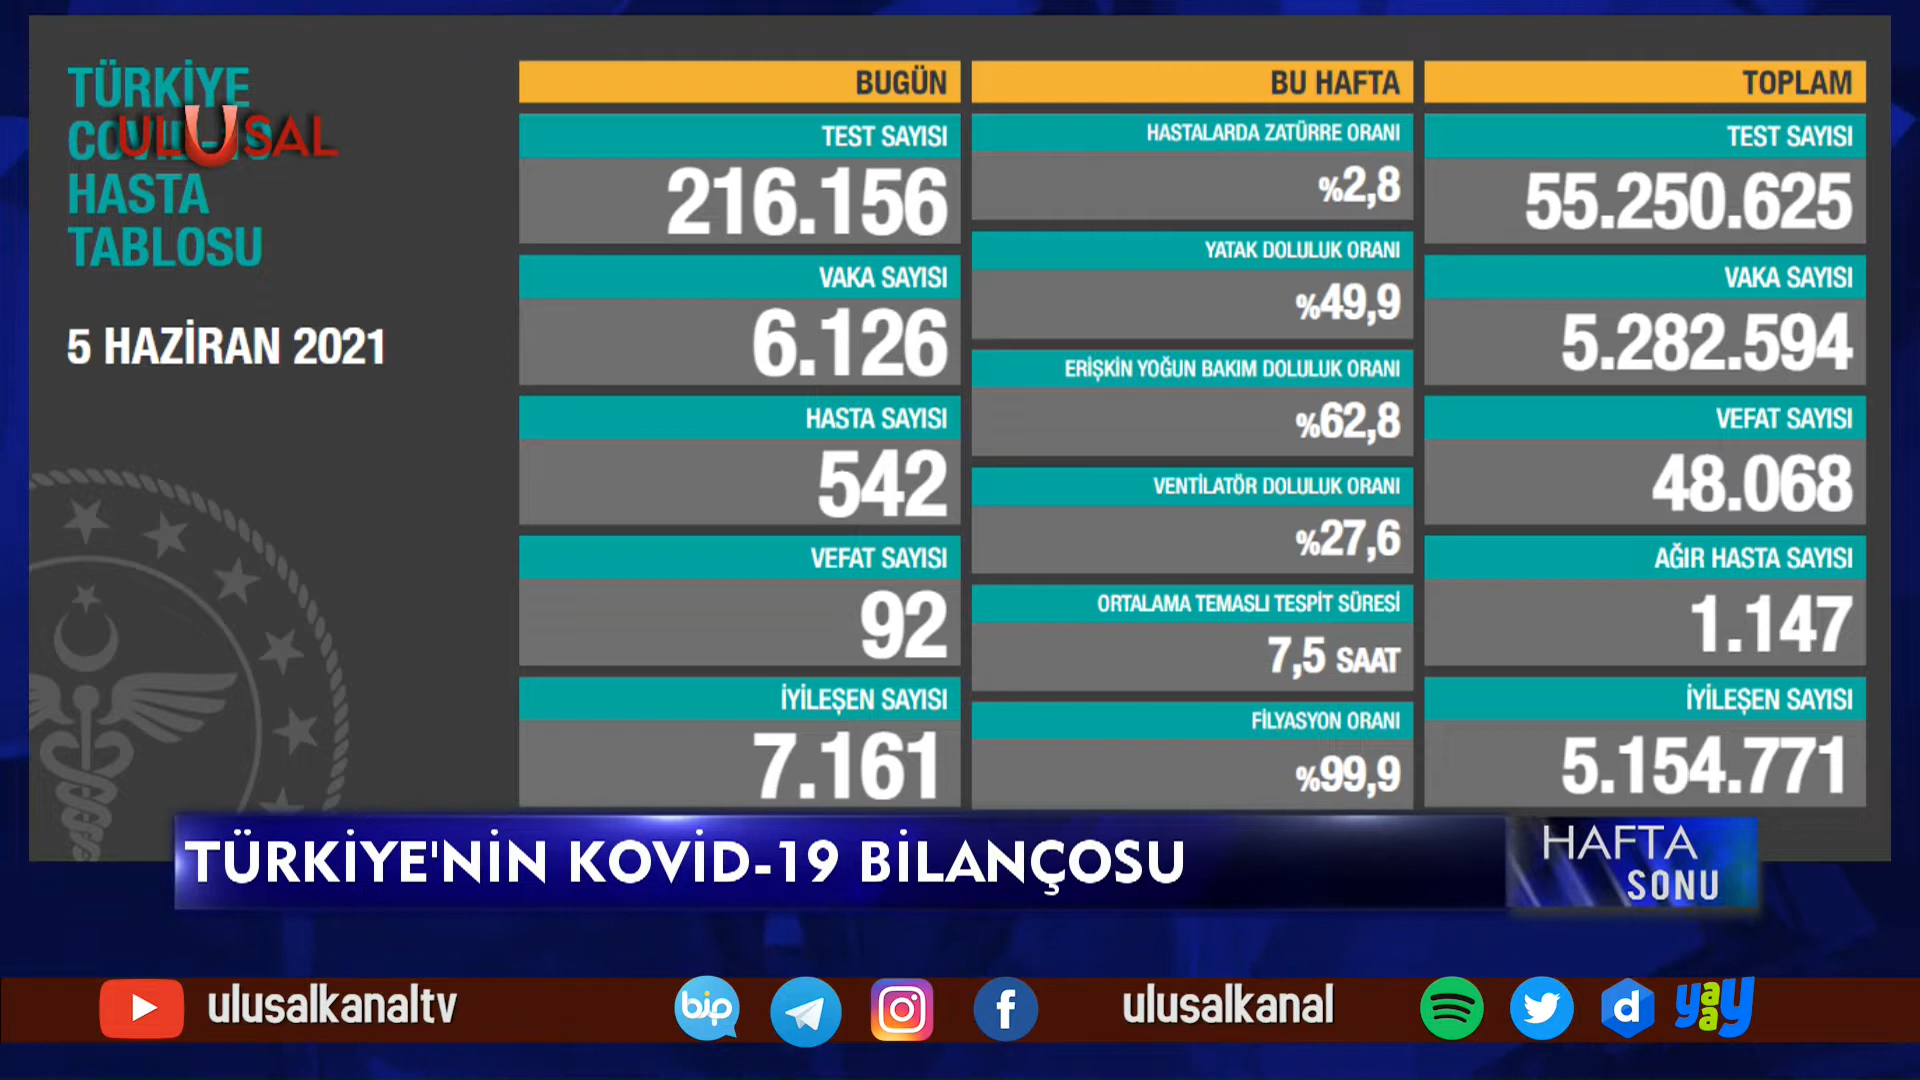 TÜRKİYE
COVID-19
HASTA
TABLOSU
ULUSAL
5 HAZİRAN 2021
BUGÜN
TEST SAYISI
216.156
VAKA SAYISI
6.126
HASTA SAYISI
542
VEFAT SAYISI
92
İYİLEŞEN SAYISI
7.161
BU HAFTA
HASTALARDA ZATÜRRE ORANI
%2,8
YATAK DOLULUK ORANI
%49,9
ERİŞKİN YOĞUN BAKIM DOLULUK ORANI
%62,8
VENTİLATÖR DOLULUK ORANI
%27,6
ORTALAMA TEMASLI TESPİT SÜRESİ
7,5 SAAT
FİLYASYON ORANI
%99,9
TOPLAM
TEST SAYISI
55.250.625
VAKA SAYISI
5.282.594
VEFAT SAYISI
48.068
AĞIR HASTA SAYISI
1.147
İYİLEŞEN SAYISI
5.154.771
TÜRKİYE'NİN KOVİD-19 BİLANÇOSU
HAFTA
SONU
ulusalkanaltv
bip
ulusalkanal
d
yaay